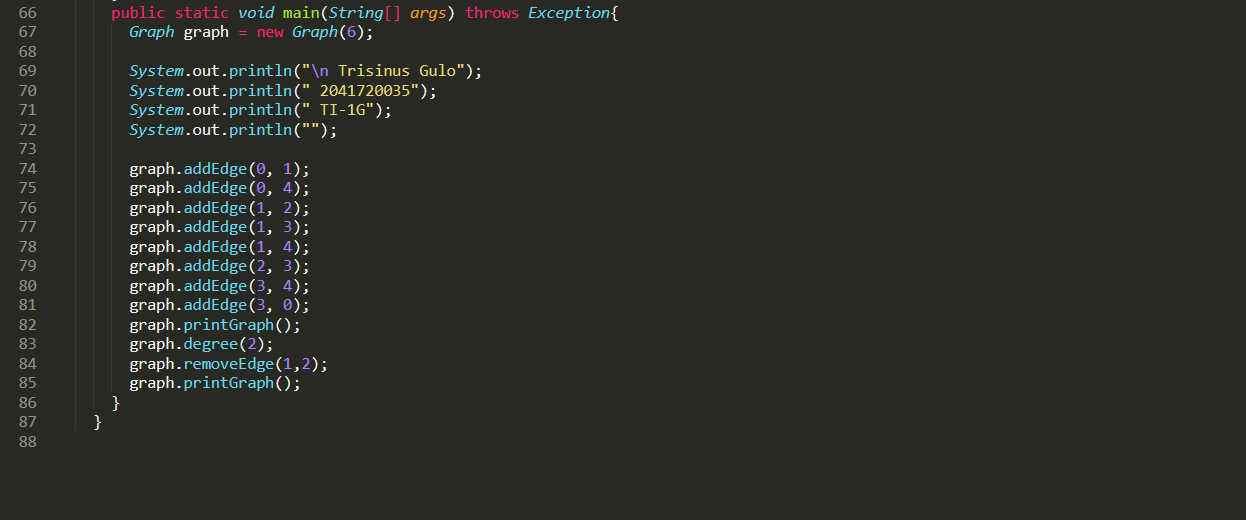 66 public static void main(String[] args) throws Exception{
67 Graph graph = new Graph(6);
68
69 System.out.println("\n Trisinus Gulo");
70 System.out.println(" 2041720035");
71 System.out.println(" TI-1G");
72 System.out.println("");
73
74 graph.addEdge(0, 1);
75 graph.addEdge(0, 4);
76 graph.addEdge(1, 2);
77 graph.addEdge(1, 3);
78 graph.addEdge(1, 4);
79 graph.addEdge(2, 3);
80 graph.addEdge(3, 4);
81 graph.addEdge(3, 0);
82 graph.printGraph();
83 graph.degree(2);
84 graph.removeEdge(1,2);
85 graph.printGraph();
86 }
87 }
88